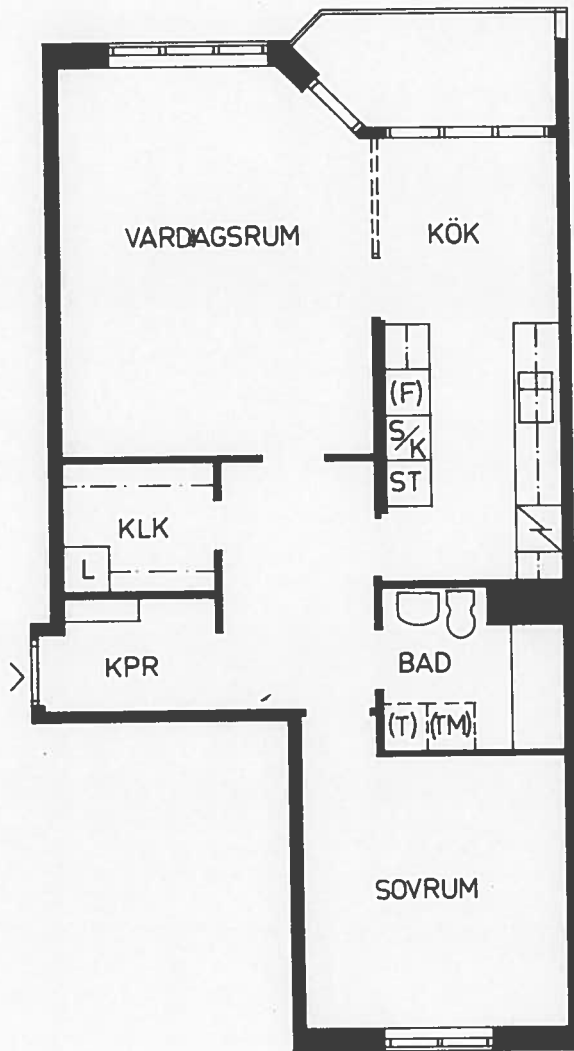 VARDAGSRUM
KÖK
(F)
S/K
ST
KLK
L
KPR
BAD
(T)
(TM)
SOVRUM